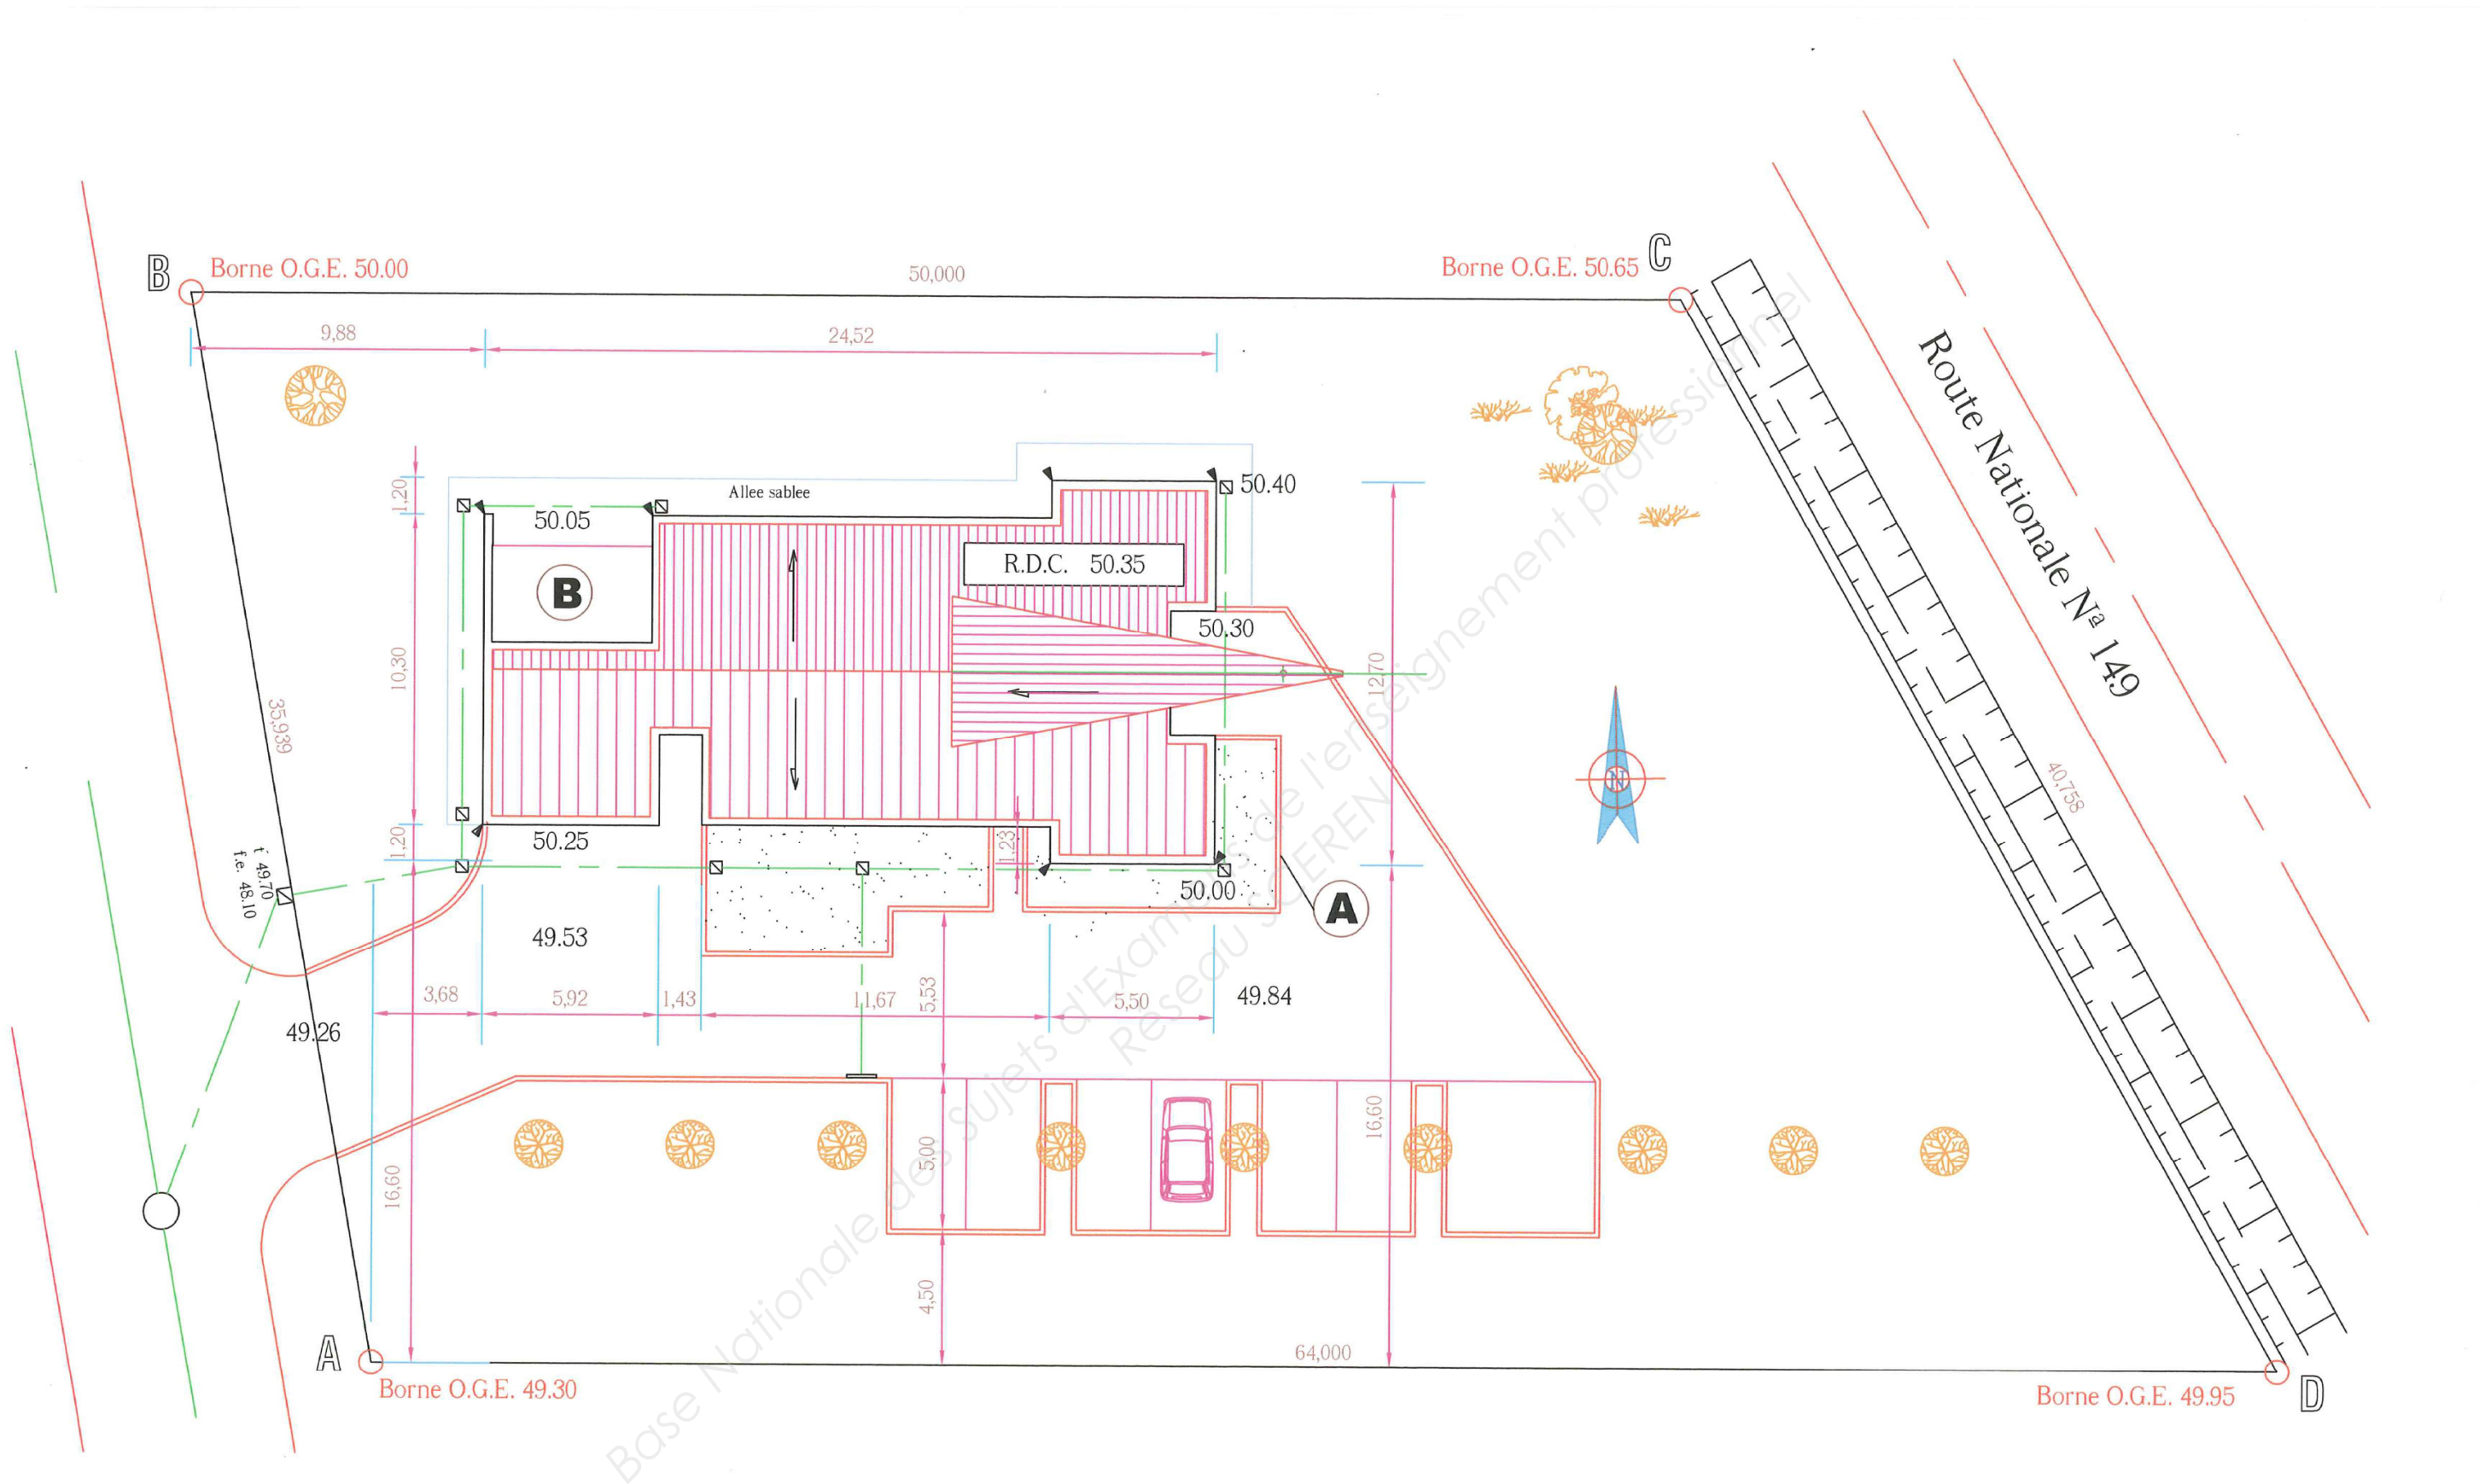 B
Borne O.G.E. 50.00
50,000
Borne O.G.E. 50.65
C
9,88
24,52
Route Nationale Nª 149
1,20
Allee sablee
50.40
50.05
R.D.C. 50.35
B
50.30
10,30
12,70
35,939
N
40,758
1,20
50.25
1,23
t 49.70
f.e. 48.10
50.00
A
49.53
3,68
5,92
1,43
11,67
5,53
5,50
49.84
49.26
16,60
5,00
16,60
4,50
64,000
A
Borne O.G.E. 49.30
Borne O.G.E. 49.95
D
Base Nationale des Sujets d'Examens de l'enseignement professionnel
Reseau SCEREN